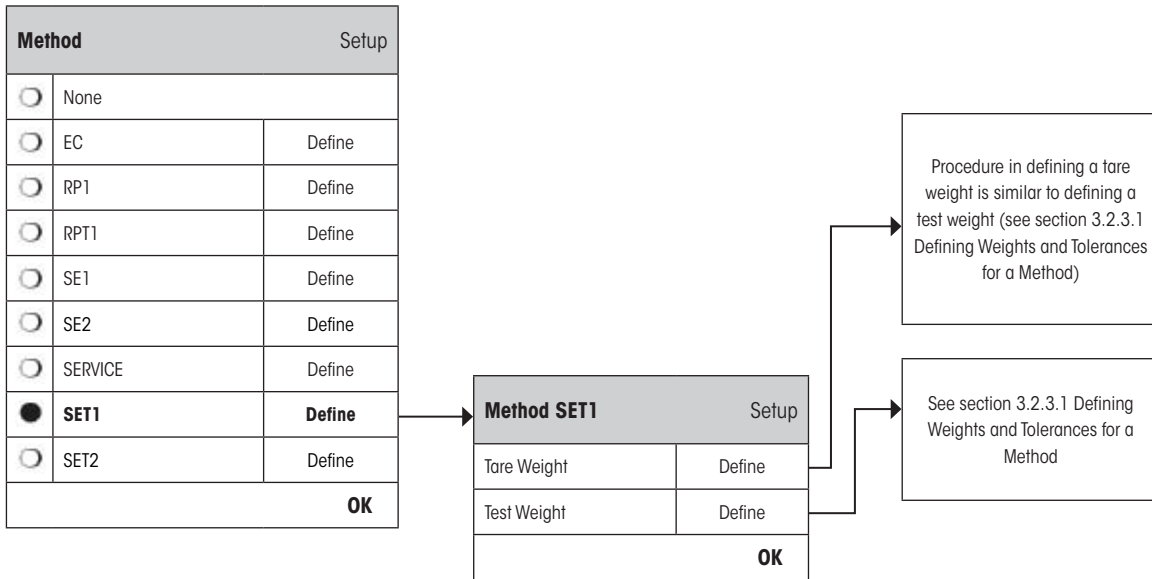 Method Setup
None
EC Define
RP1 Define
RPT1 Define
SE1 Define
SE2 Define
SERVICE Define
SET1 Define
SET2 Define
OK
Method SET1 Setup
Tare Weight Define
Test Weight Define
OK
Procedure in defining a tare
weight is similar to defining a
test weight (see section 3.2.3.1
Defining Weights and Tolerances
for a Method)
See section 3.2.3.1 Defining
Weights and Tolerances for a
Method